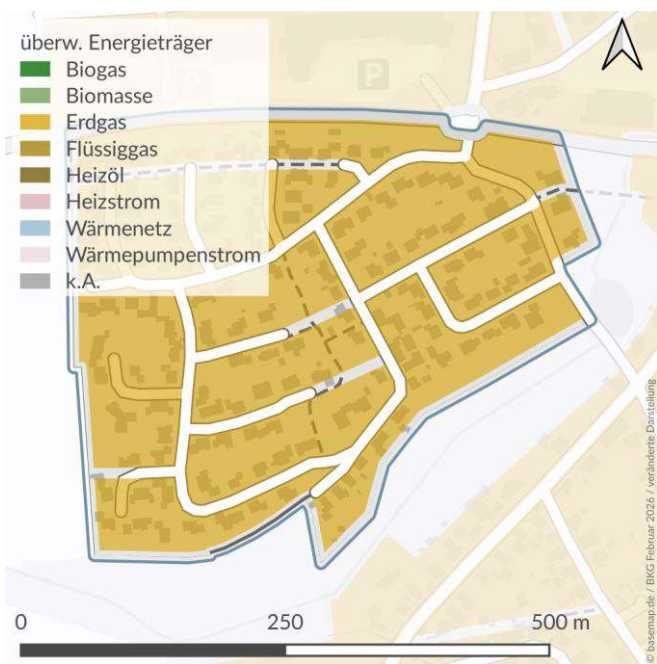 überw. Energieträger
Biogas
Biomasse
Erdgas
Flüssiggas
Heizöl
Heizstrom
Wärmenetz
Wärmepumpenstrom
k.A.
P
P
0 250 500 m
© basemap.de / BKG Februar 2026 / veränderte Darstellung